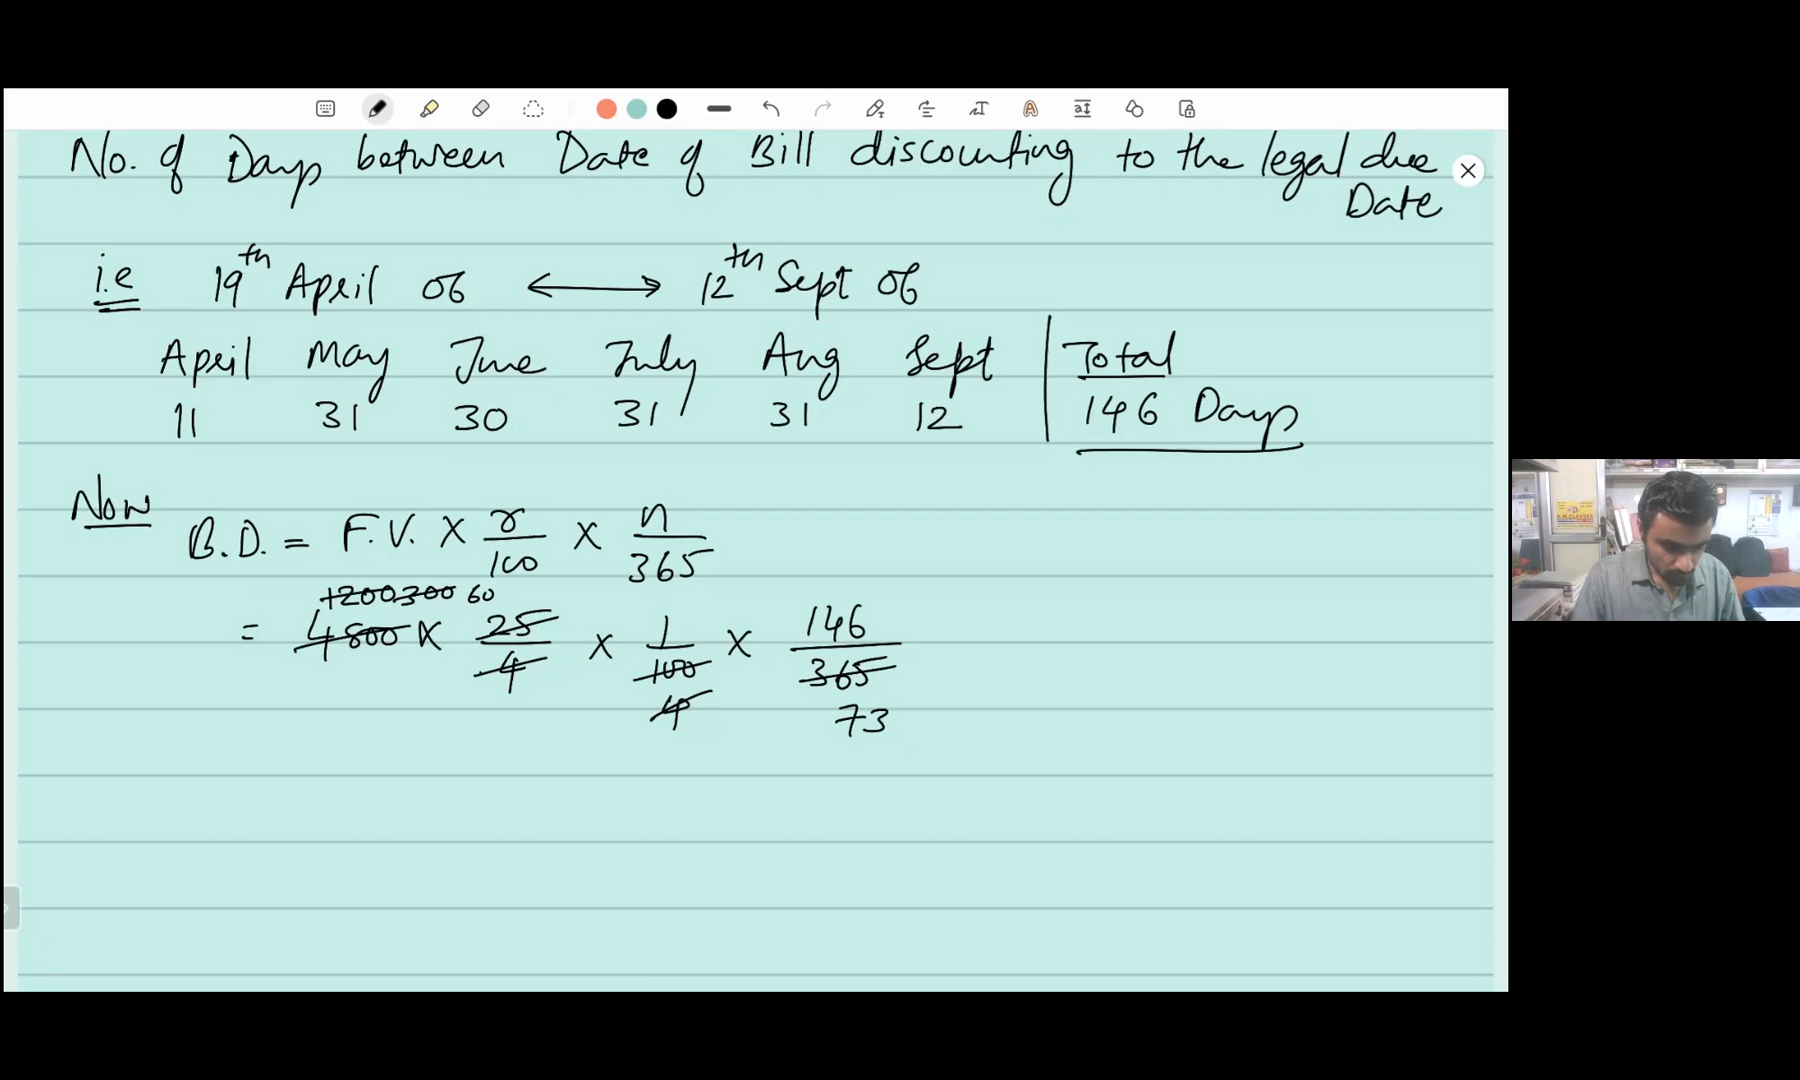 No. of Days between Date of Bill discounting to the legal due
Date
i.e 19th April 06 ⟷ 12th Sept 06
April May June July Aug Sept | Total
11 31 30 31 31 12 | 146 Days
Now
B.D. = F.V. × r/100 × n/365
1200 300 60
= 4800 × 25/4 × 1/100 × 146/365
4 73